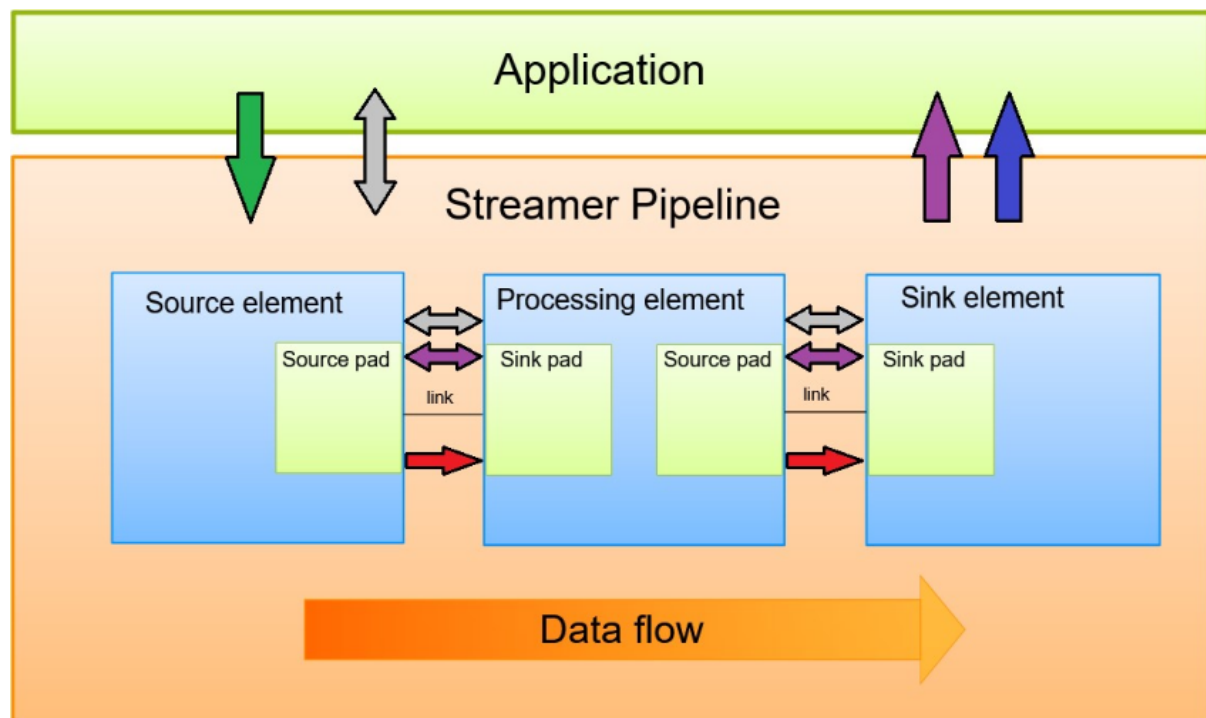 Application
Streamer Pipeline
Source element
Processing element
Sink element
Source pad
Sink pad
Source pad
Sink pad
link
link
Data flow